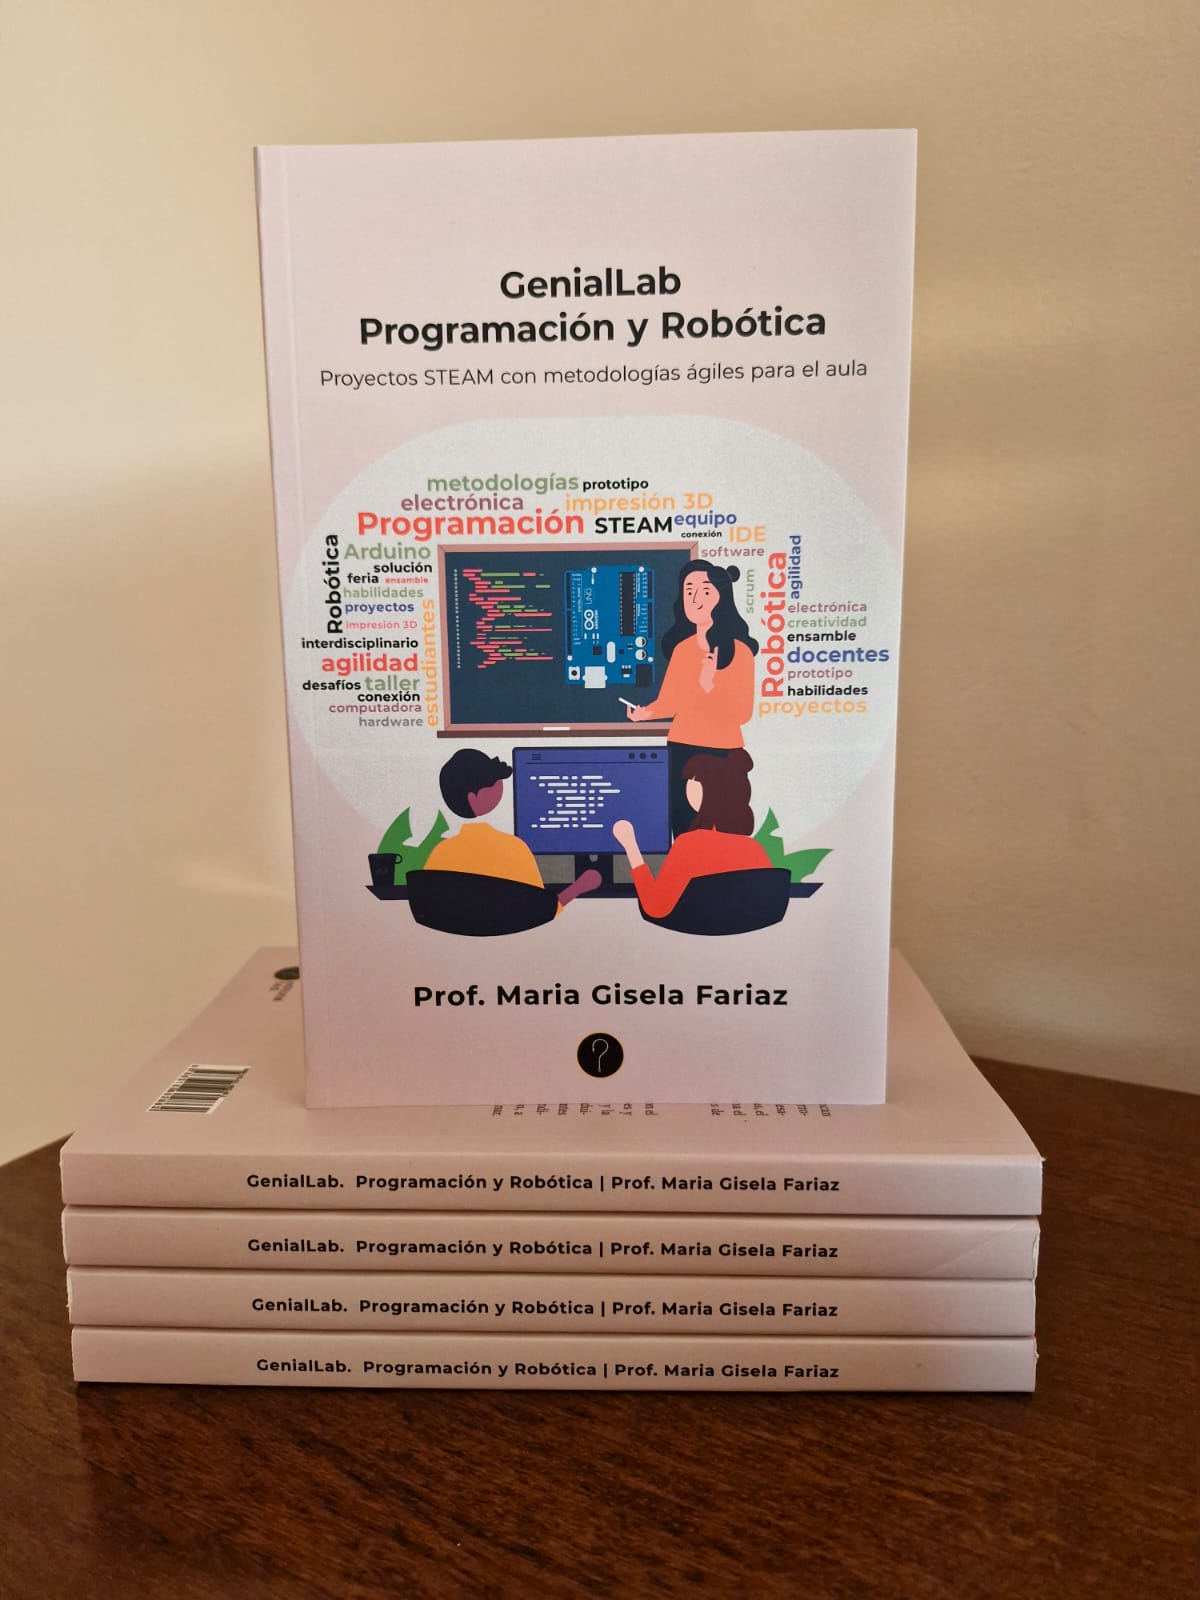 GenialLab
Programación y Robótica
Proyectos STEAM con metodologías ágiles para el aula
metodologías prototipo
electrónica impresión 3D
Programación STEAM equipo
conexión IDE
Robótica
Arduino
solución
feria ensamble
habilidades
proyectos
impresión 3D
interdisciplinario
agilidad
desafíos taller
conexión
computadora
hardware
estudiantes
UNO
software
scrum
Robótica
agilidad
electrónica
creatividad
ensamble
docentes
prototipo
habilidades
proyectos
Prof. Maria Gisela Fariaz
GenialLab. Programación y Robótica | Prof. Maria Gisela Fariaz
GenialLab. Programación y Robótica | Prof. Maria Gisela Fariaz
GenialLab. Programación y Robótica | Prof. Maria Gisela Fariaz
GenialLab. Programación y Robótica | Prof. Maria Gisela Fariaz